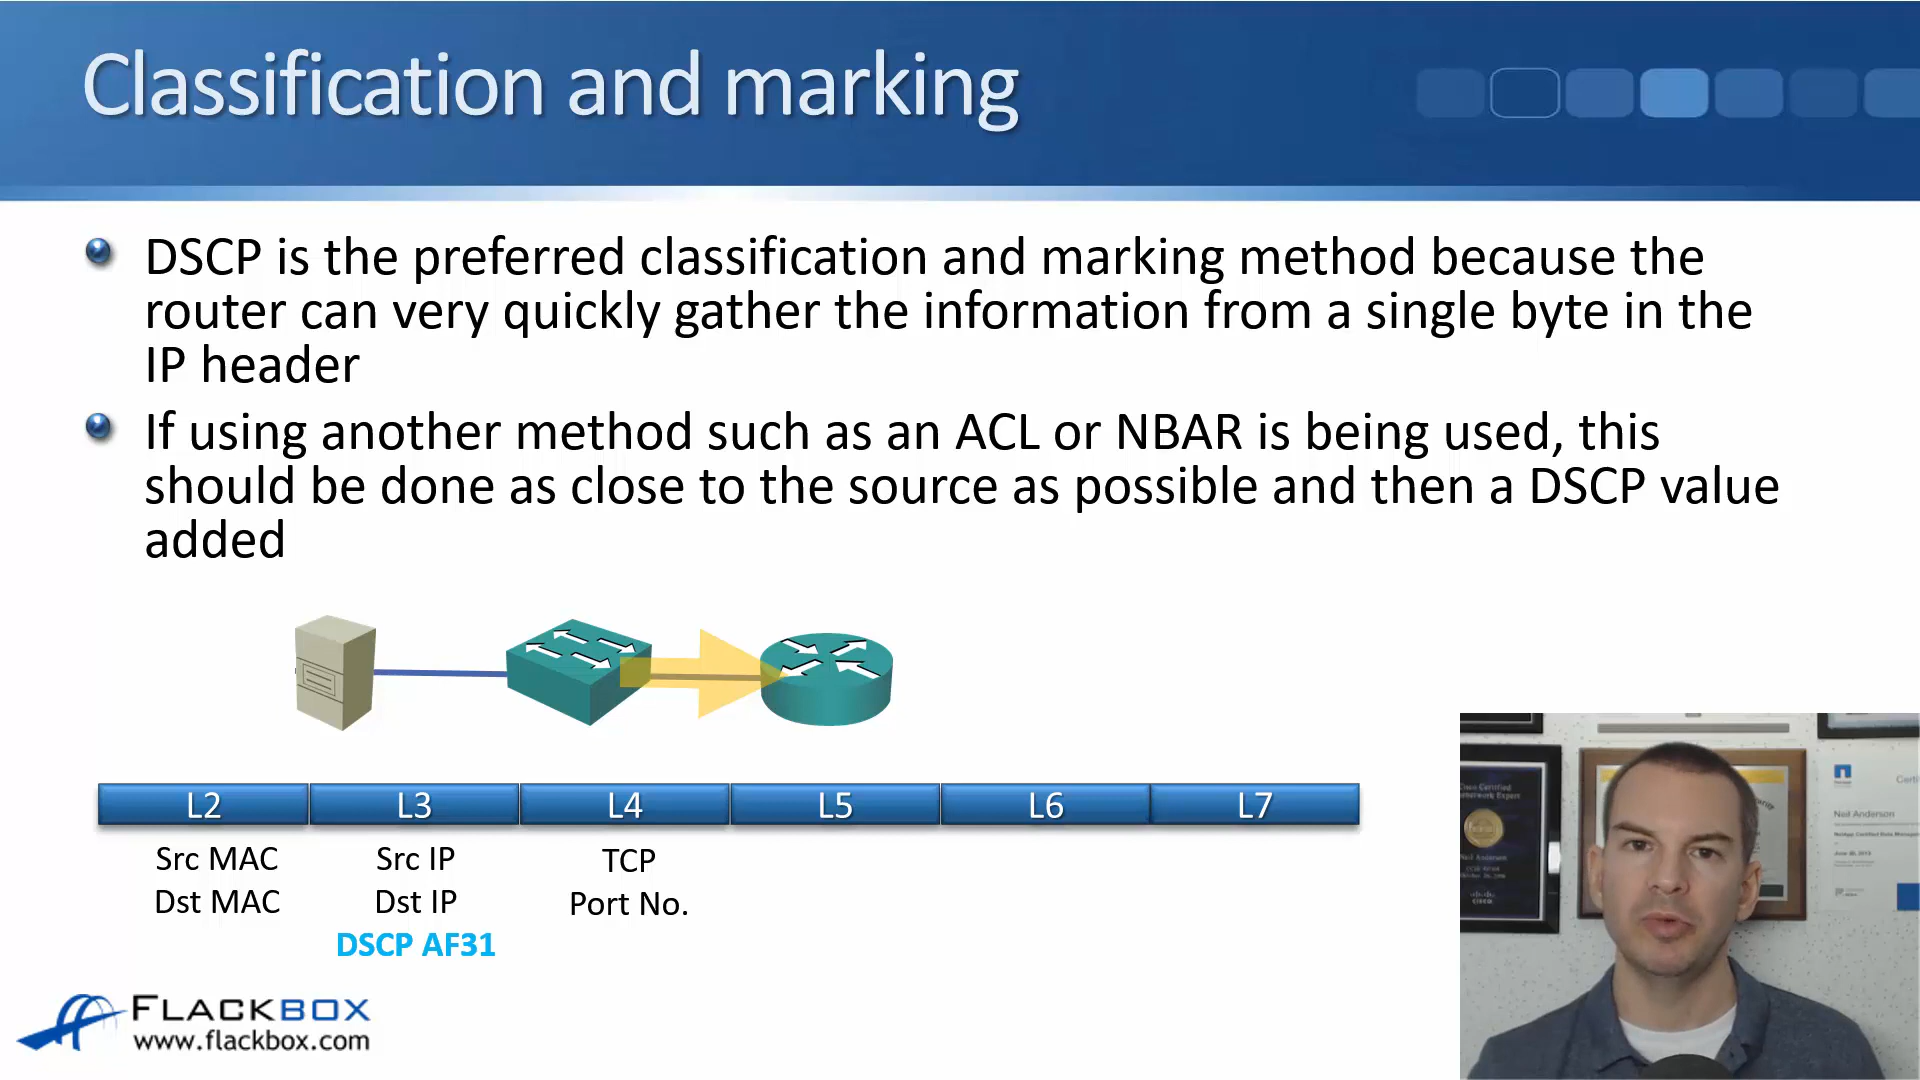 Classification and marking
DSCP is the preferred classification and marking method because the
router can very quickly gather the information from a single byte in the
IP header
If using another method such as an ACL or NBAR is being used, this
should be done as close to the source as possible and then a DSCP value
added
L2 L3 L4 L5 L6 L7
Src MAC Src IP TCP
Dst MAC Dst IP Port No.
DSCP AF31
FLACKBOX
www.flackbox.com
Neil Anderson
CISCO